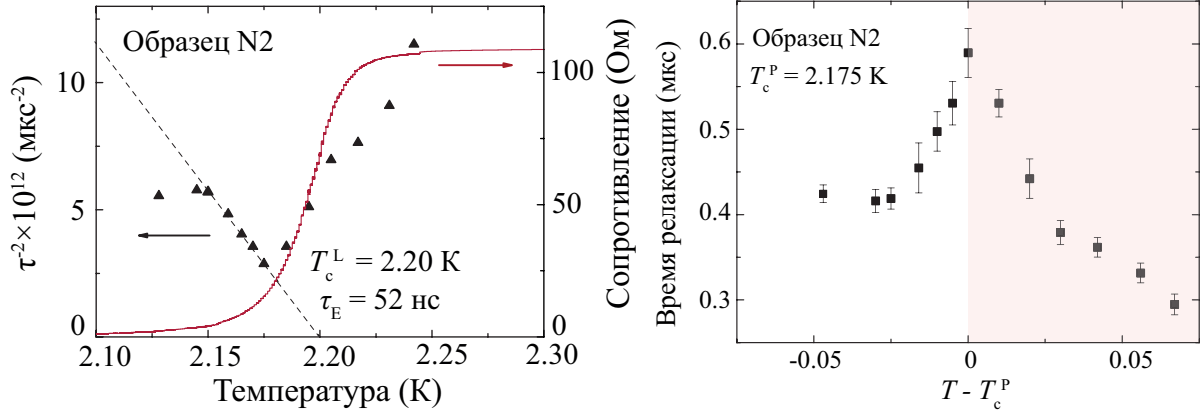 Образец N2
T_c^L = 2.20 K
τ_E = 52 нс
τ^-2×10^12 (мкс^-2)
10
5
0
2.10
2.15
2.20
2.25
2.30
Температура (К)
100
50
0
Сопротивление (Ом)
Образец N2
T_c^P = 2.175 K
Время релаксации (мкс)
0.6
0.5
0.4
0.3
-0.05
0
0.05
T - T_c^P